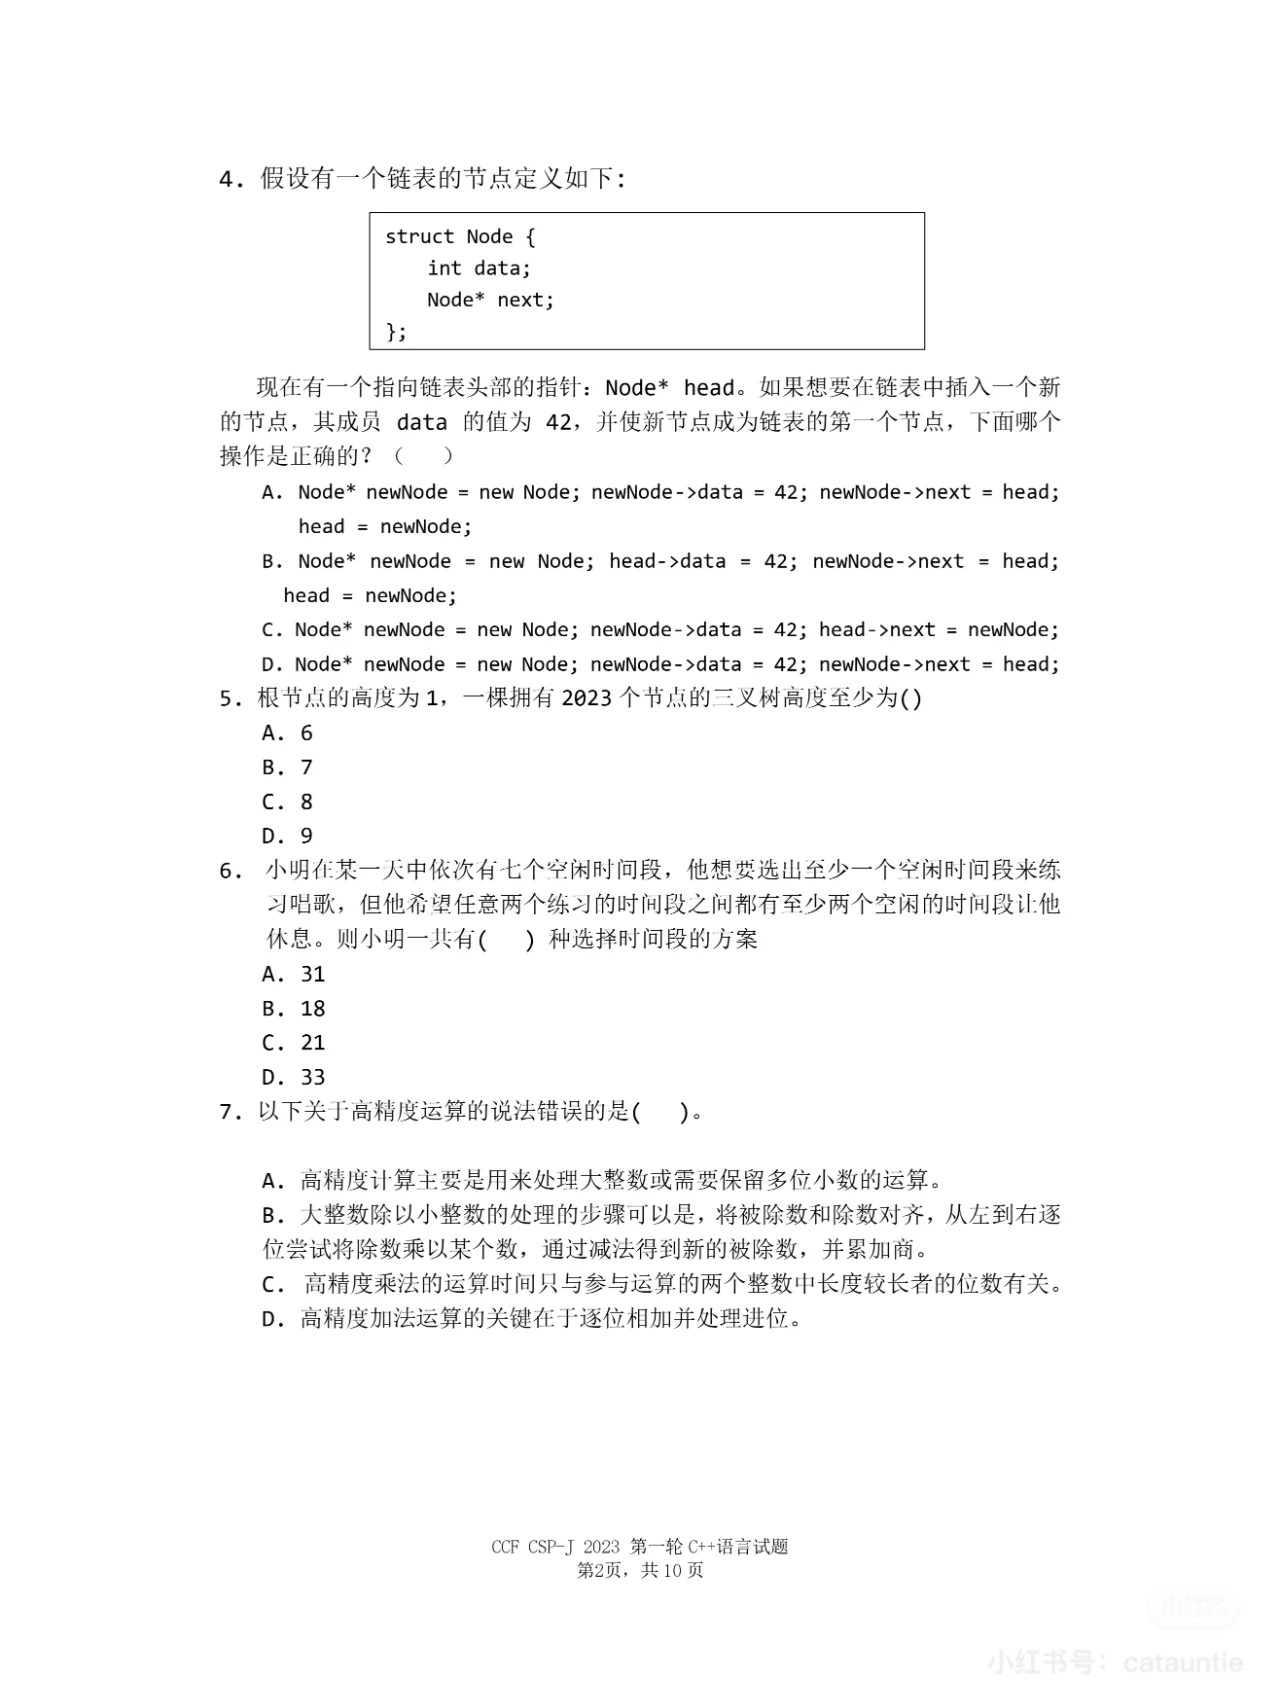 4. 假设有一个链表的节点定义如下:
struct Node {
int data;
Node* next;
};
现在有一个指向链表头部的指针: Node* head。如果想要在链表中插入一个新
的节点, 其成员 data 的值为 42, 并使新节点成为链表的第一个节点, 下面哪个
操作是正确的? ( )
A. Node* newNode = new Node; newNode->data = 42; newNode->next = head;
head = newNode;
B. Node* newNode = new Node; head->data = 42; newNode->next = head;
head = newNode;
C. Node* newNode = new Node; newNode->data = 42; head->next = newNode;
D. Node* newNode = new Node; newNode->data = 42; newNode->next = head;
5. 根节点的高度为 1, 一棵拥有 2023 个节点的三叉树高度至少为()
A. 6
B. 7
C. 8
D. 9
6. 小明在某一天中依次有七个空闲时间段, 他想要选出至少一个空闲时间段来练
习唱歌, 但他希望任意两个练习的时间段之间都有至少两个空闲的时间段让他
休息。则小明一共有( ) 种选择时间段的方案
A. 31
B. 18
C. 21
D. 33
7. 以下关于高精度运算的说法错误的是( )。
A. 高精度计算主要是用来处理大整数或需要保留多位小数的运算。
B. 大整数除以小整数的处理的步骤可以是, 将被除数和除数对齐, 从左到右逐
位尝试将除数乘以某个数, 通过减法得到新的被除数, 并累加商。
C. 高精度乘法的运算时间只与参与运算的两个整数中长度较长者的位数有关。
D. 高精度加法运算的关键在于逐位相加并处理进位。
CCF CSP-J 2023 第一轮 C++语言试题
第2页, 共 10 页
小红书
小红书号: catauntie